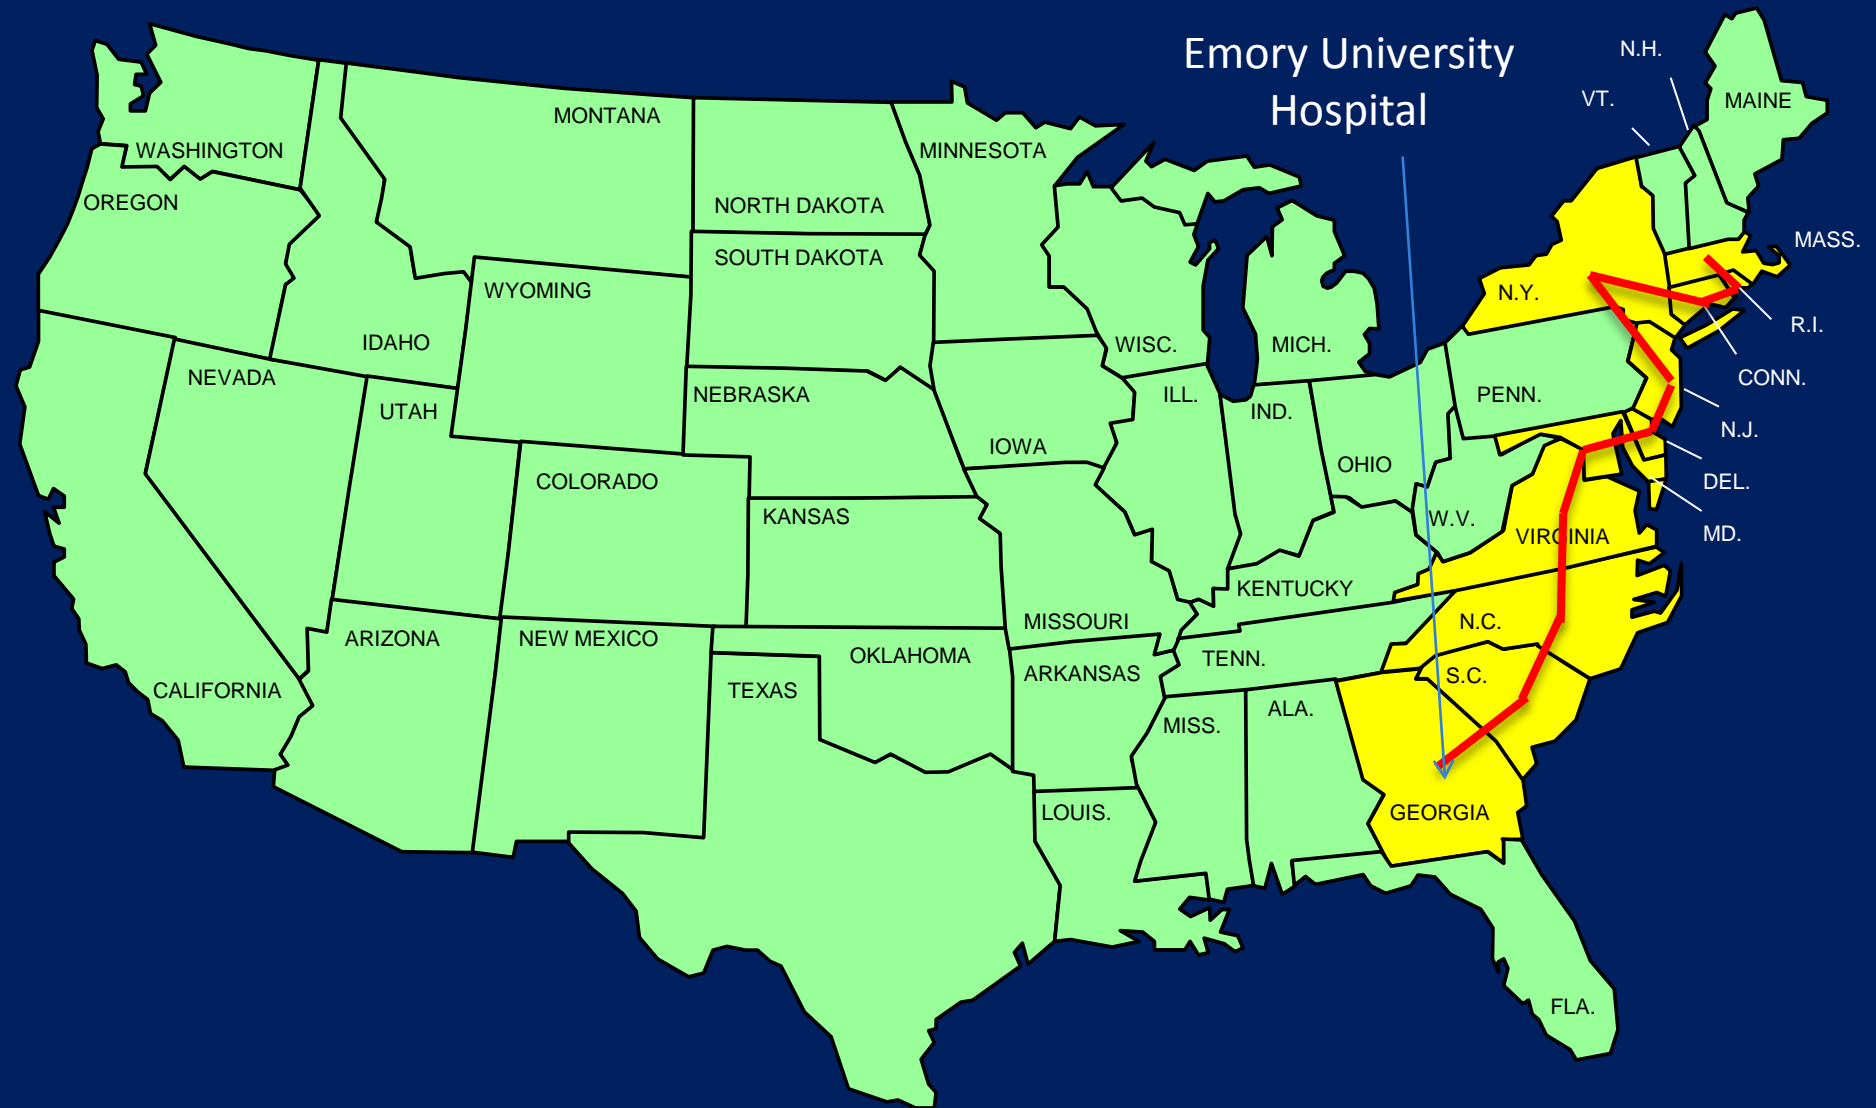 Emory University
Hospital
N.H.
VT.
MAINE
MONTANA
WASHINGTON
MINNESOTA
OREGON
NORTH DAKOTA
MASS.
SOUTH DAKOTA
WYOMING
N.Y.
R.I.
IDAHO
WISC.
MICH.
NEVADA
CONN.
UTAH
NEBRASKA
ILL.
IND.
PENN.
N.J.
IOWA
OHIO
COLORADO
DEL.
KANSAS
W.V.
VIRGINIA
MD.
KENTUCKY
MISSOURI
N.C.
ARIZONA
NEW MEXICO
OKLAHOMA
TENN.
ARKANSAS
S.C.
CALIFORNIA
TEXAS
ALA.
MISS.
LOUIS.
GEORGIA
FLA.